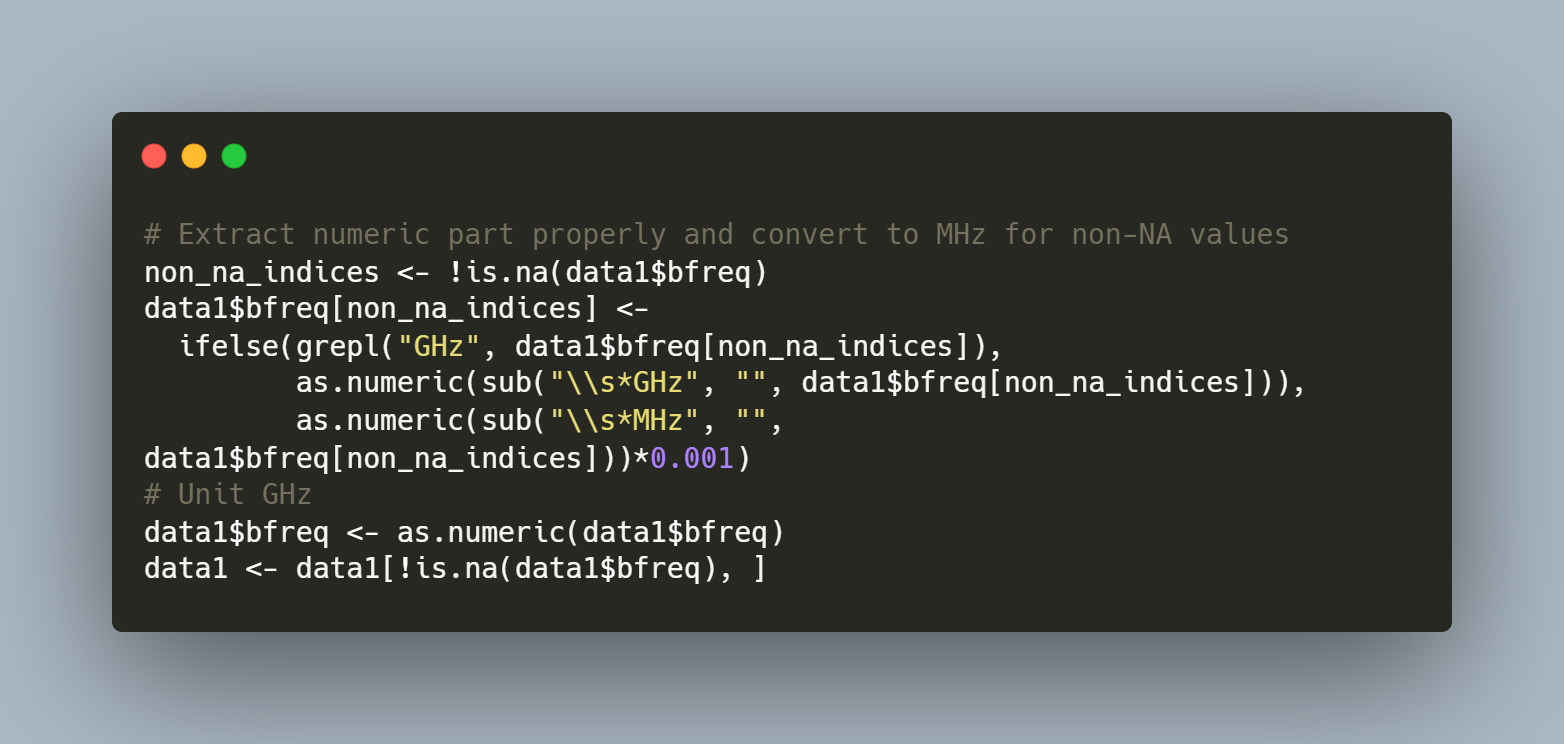 # Extract numeric part properly and convert to MHz for non-NA values
non_na_indices <- !is.na(data1$bfreq)
data1$bfreq[non_na_indices] <-
  ifelse(grepl("GHz", data1$bfreq[non_na_indices]),
         as.numeric(sub("\\s*GHz", "", data1$bfreq[non_na_indices])),
         as.numeric(sub("\\s*MHz", "",
data1$bfreq[non_na_indices]))*0.001)
# Unit GHz
data1$bfreq <- as.numeric(data1$bfreq)
data1 <- data1[!is.na(data1$bfreq), ]